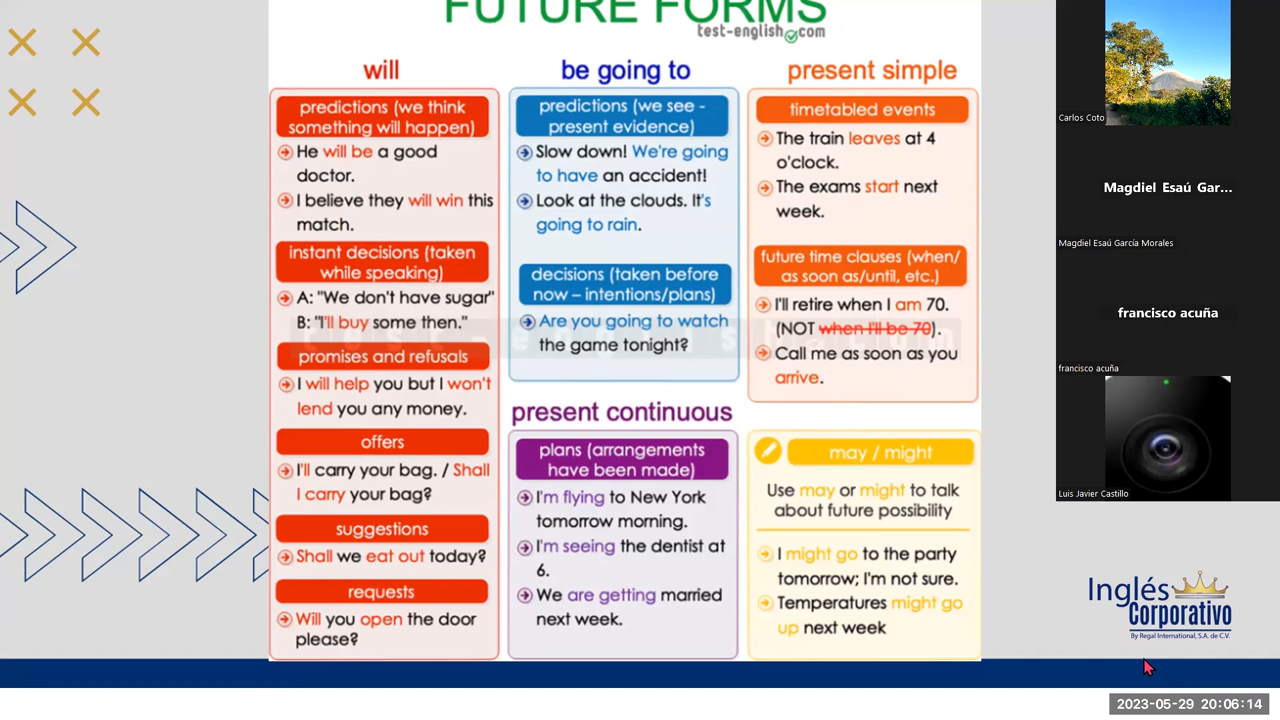 FUTURE FORMS
test-english.com
will
predictions (we think
something will happen)
He will be a good
doctor.
I believe they will win this
match.
instant decisions (taken
while speaking)
A: "We don't have sugar"
B: "I'll buy some then."
promises and refusals
I will help you but I won't
lend you any money.
offers
I'll carry your bag. / Shall
I carry your bag?
suggestions
Shall we eat out today?
requests
Will you open the door
please?
be going to
predictions (we see -
present evidence)
Slow down! We're going
to have an accident!
Look at the clouds. It's
going to rain.
decisions (taken before
now – intentions/plans)
Are you going to watch
the game tonight?
present continuous
plans (arrangements
have been made)
I'm flying to New York
tomorrow morning.
I'm seeing the dentist at
6.
We are getting married
next week.
present simple
timetabled events
The train leaves at 4
o'clock.
The exams start next
week.
future time clauses (when/
as soon as/until, etc.)
I'll retire when I am 70.
(NOT when I'll be 70).
Call me as soon as you
arrive.
may / might
Use may or might to talk
about future possibility
I might go to the party
tomorrow; I'm not sure.
Temperatures might go
up next week
Carlos Coto
Magdiel Esaú Gar...
Magdiel Esaú García Morales
francisco acuña
francisco acuña
Luis Javier Castillo
Inglés
Corporativo
By Regal International, S.A. de C.V.
2023-05-29 20:06:14